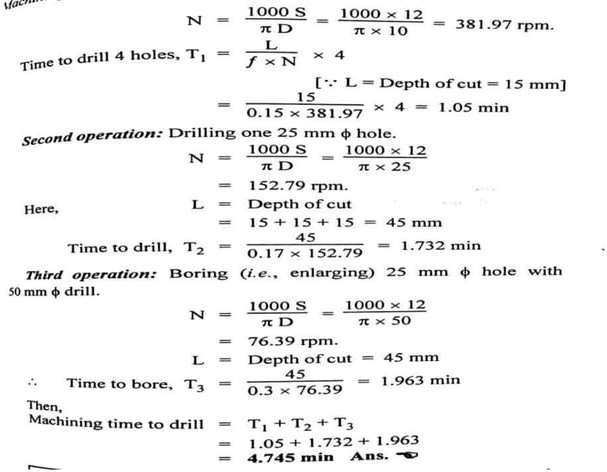 N = 1000 S / π D = 1000 × 12 / π × 10 = 381.97 rpm.
Time to drill 4 holes, T₁ = L / f × N × 4
[∵ L = Depth of cut = 15 mm]
= 15 / 0.15 × 381.97 × 4 = 1.05 min
Second operation: Drilling one 25 mm ϕ hole.
N = 1000 S / π D = 1000 × 12 / π × 25
= 152.79 rpm.
Here, L = Depth of cut
= 15 + 15 + 15 = 45 mm
Time to drill, T₂ = 45 / 0.17 × 152.79 = 1.732 min
Third operation: Boring (i.e., enlarging) 25 mm ϕ hole with
50 mm ϕ drill.
N = 1000 S / π D = 1000 × 12 / π × 50
= 76.39 rpm.
L = Depth of cut = 45 mm
∴ Time to bore, T₃ = 45 / 0.3 × 76.39 = 1.963 min
Then,
Machining time to drill = T₁ + T₂ + T₃
= 1.05 + 1.732 + 1.963
= 4.745 min Ans.